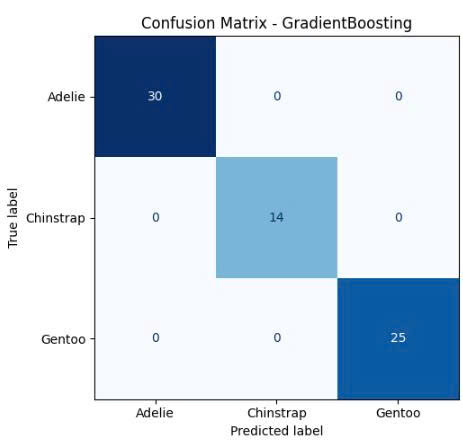 Confusion Matrix - GradientBoosting
Adelie 30 0 0
Chinstrap 0 14 0
Gentoo 0 0 25
Adelie Chinstrap Gentoo
Predicted label
True label